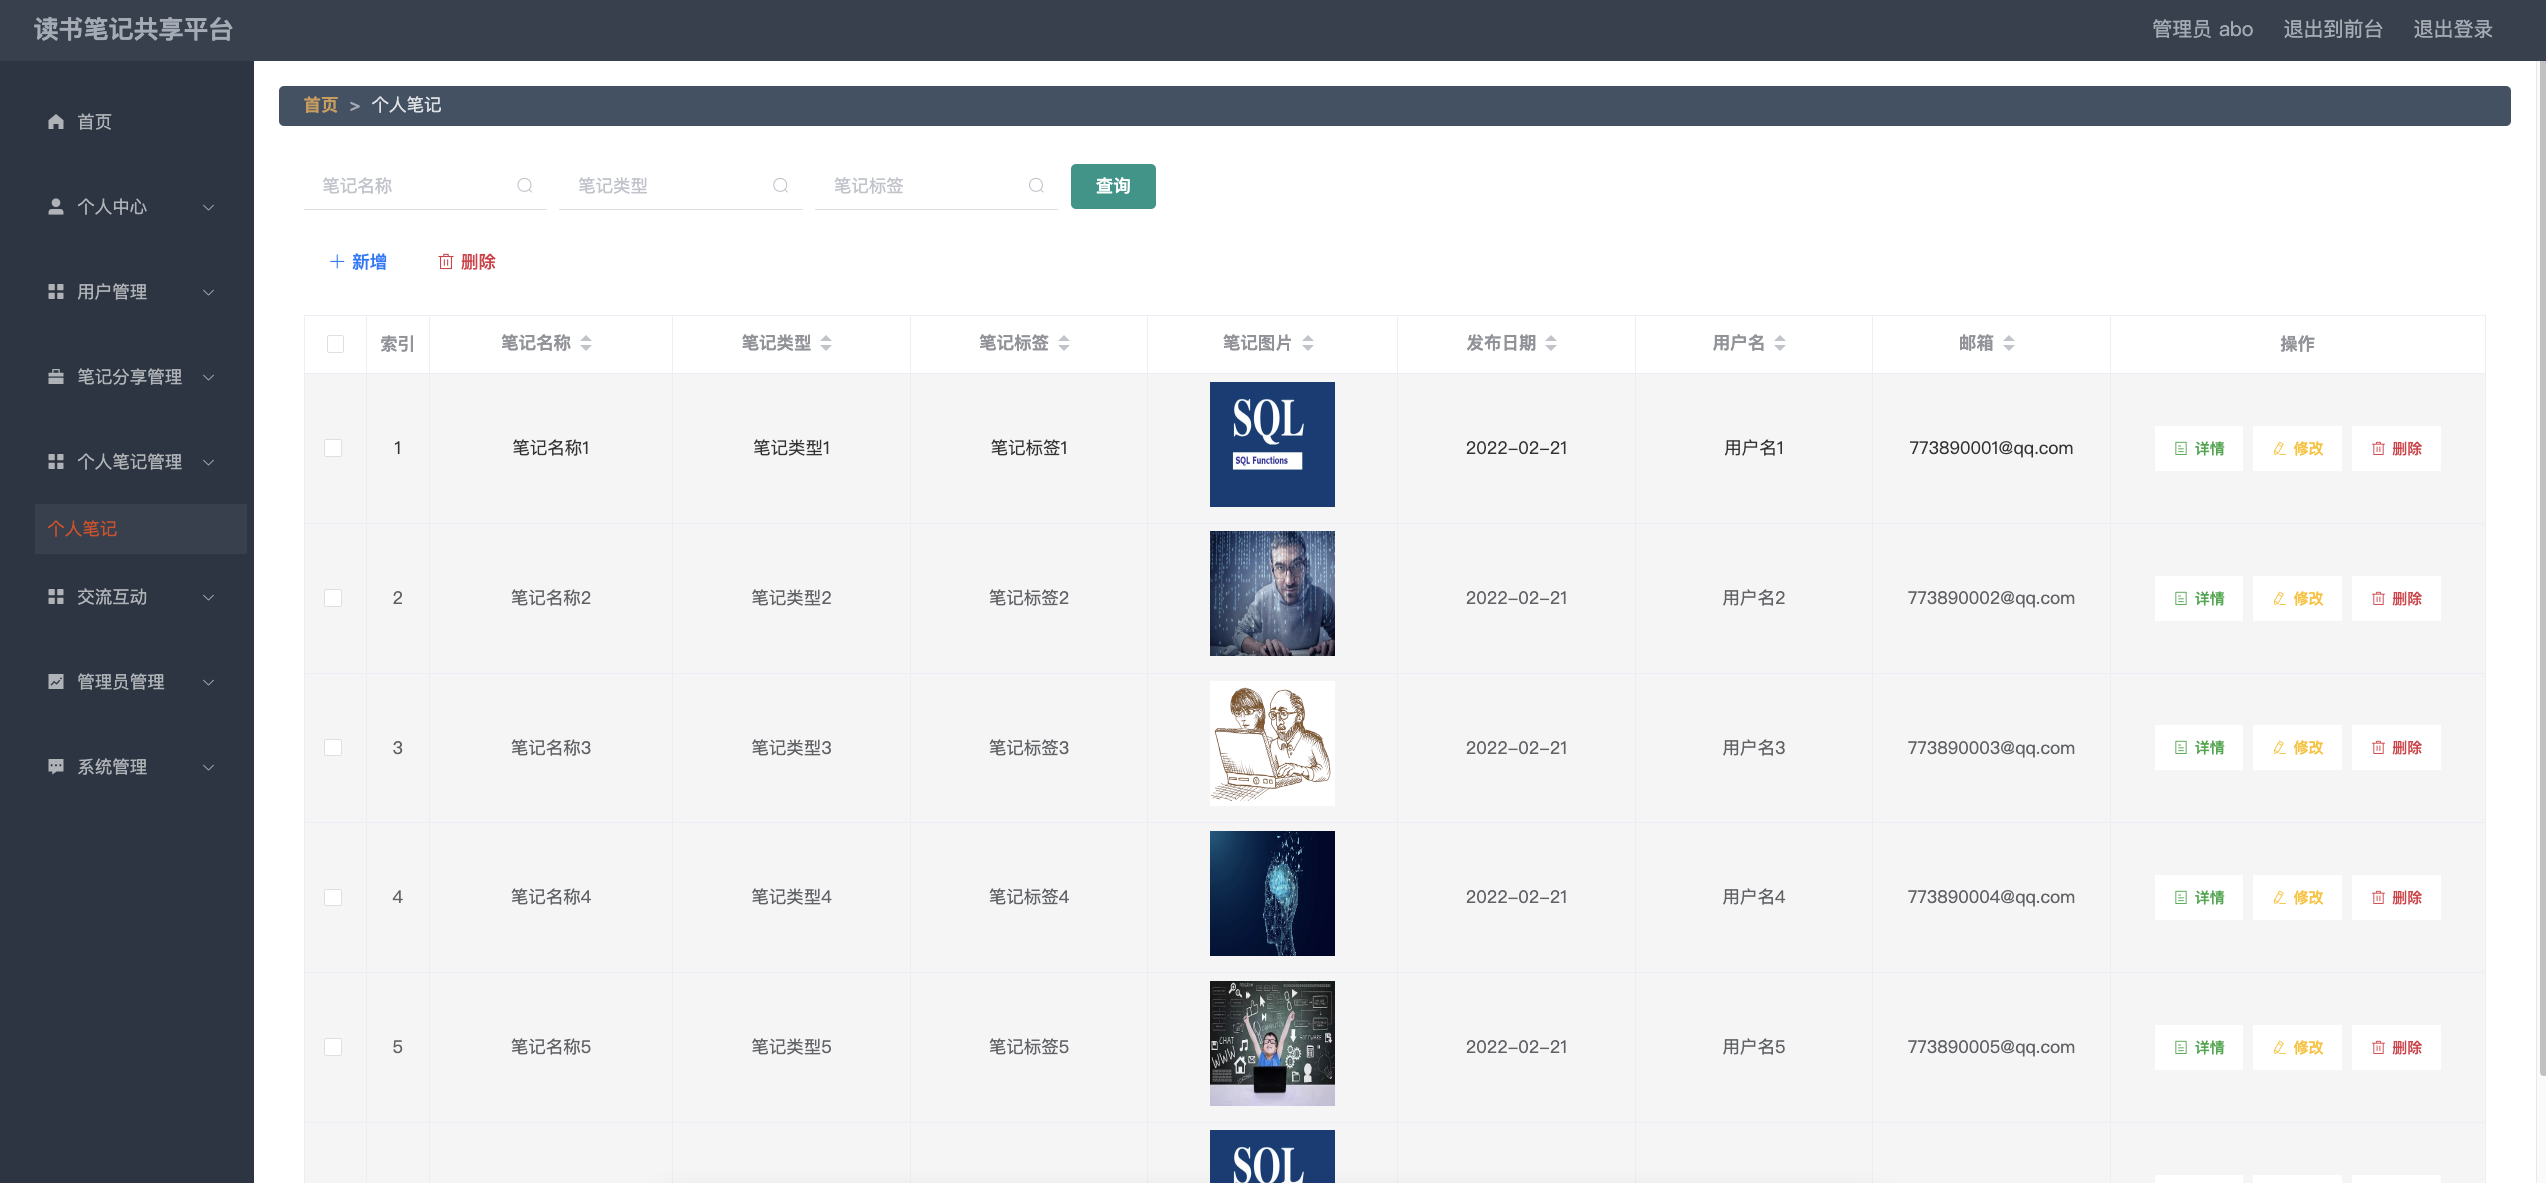 读书笔记共享平台
管理员 abo 退出到前台 退出登录
首页
个人中心
用户管理
笔记分享管理
个人笔记管理
个人笔记
交流互动
管理员管理
系统管理
首页 > 个人笔记
笔记名称 笔记类型 笔记标签 查询
新增 删除
索引 笔记名称 笔记类型 笔记标签 笔记图片 发布日期 用户名 邮箱 操作
SQL
SQL Functions
1 笔记名称1 笔记类型1 笔记标签1 2022-02-21 用户名1 773890001@qq.com 详情 修改 删除
2 笔记名称2 笔记类型2 笔记标签2 2022-02-21 用户名2 773890002@qq.com 详情 修改 删除
3 笔记名称3 笔记类型3 笔记标签3 2022-02-21 用户名3 773890003@qq.com 详情 修改 删除
4 笔记名称4 笔记类型4 笔记标签4 2022-02-21 用户名4 773890004@qq.com 详情 修改 删除
5 笔记名称5 笔记类型5 笔记标签5 2022-02-21 用户名5 773890005@qq.com 详情 修改 删除
CHAT
WWW
SQL